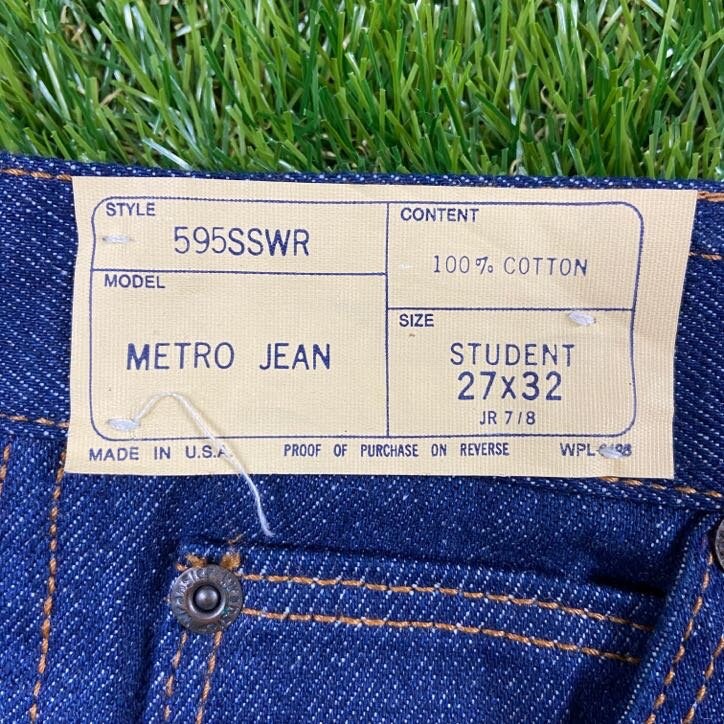 STYLE
595SSWR
CONTENT
100% COTTON
MODEL
METRO JEAN
SIZE
STUDENT
27x32
JR 7/8
MADE IN U.S.A.
PROOF OF PURCHASE ON REVERSE